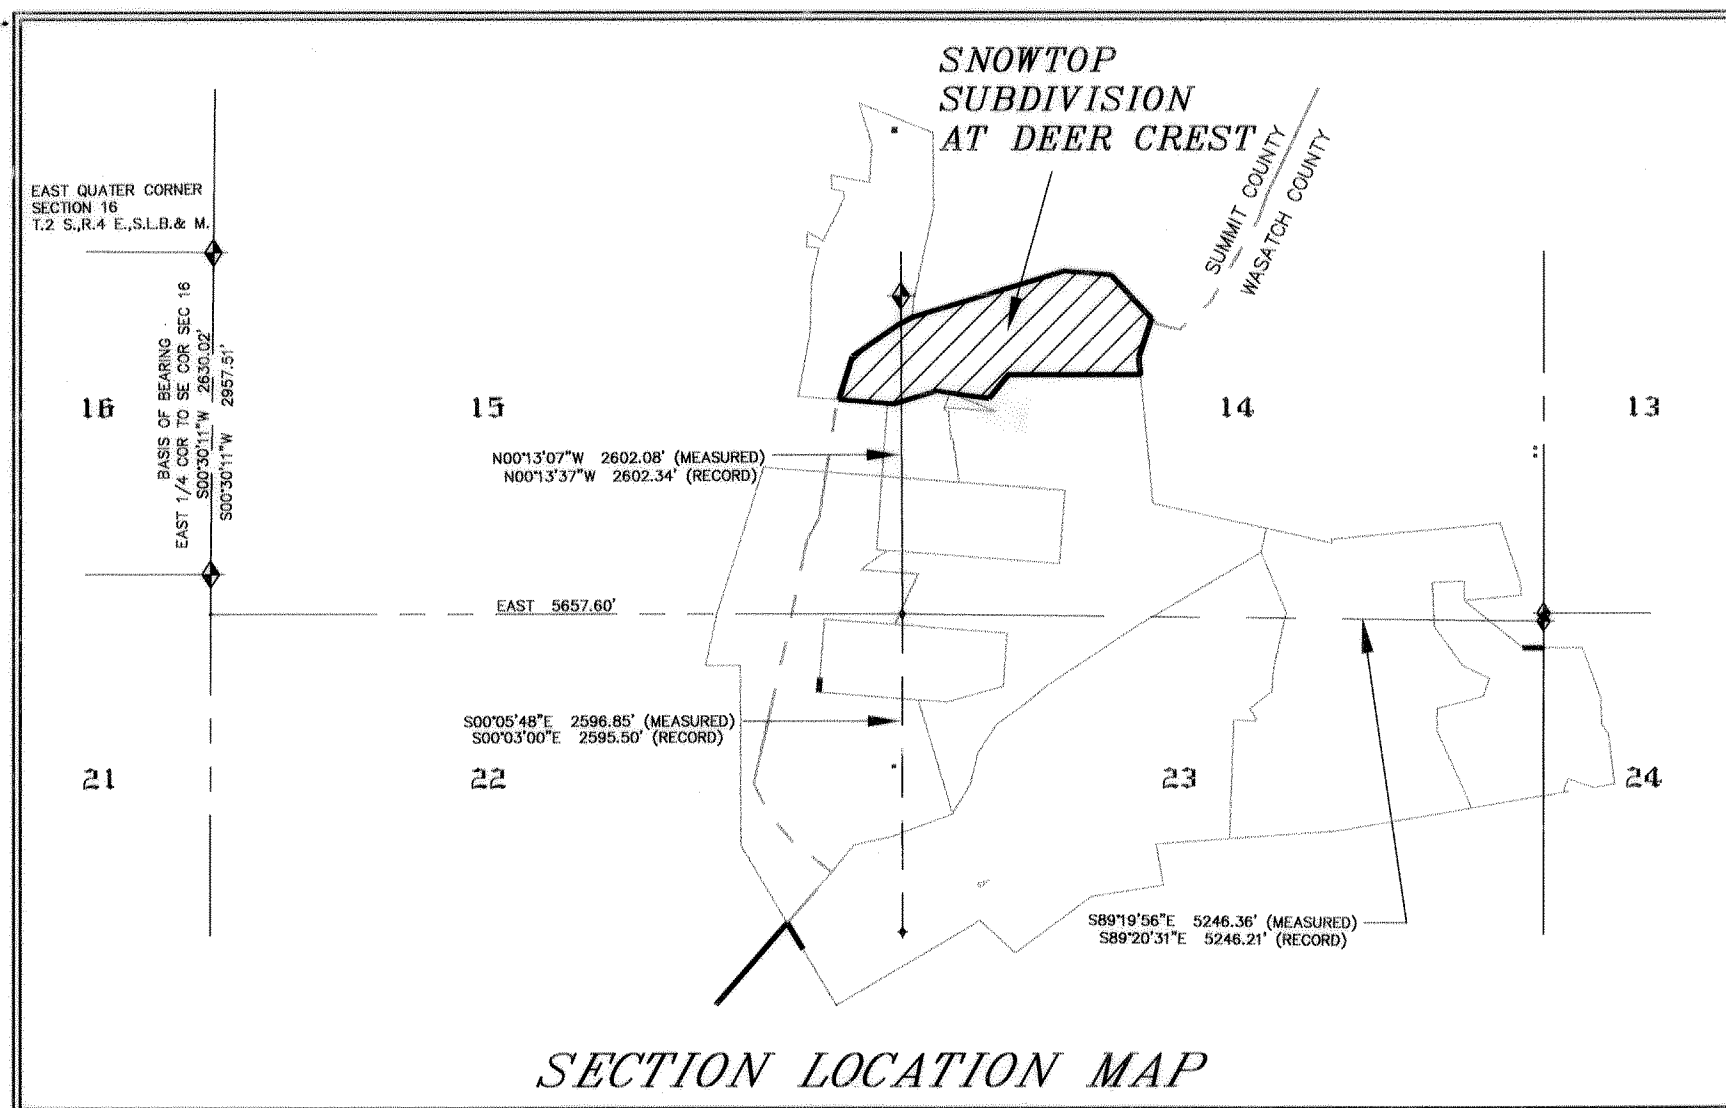 SNOWTOP
SUBDIVISION
AT DEER CREST
SUMMIT COUNTY
WASATCH COUNTY
EAST QUATER CORNER
SECTION 16
T.2 S.,R.4 E.,S.L.B.& M.
BASIS OF BEARING
EAST 1/4 COR TO SE COR SEC 16
S00°30'11"W 2630.02'
S00°30'11"W 2957.51'
16
15
14
13
N00°13'07"W 2602.08' (MEASURED)
N00°13'37"W 2602.34' (RECORD)
EAST 5657.60'
S00°05'48"E 2596.85' (MEASURED)
S00°03'00"E 2595.50' (RECORD)
21
22
23
24
S89°19'56"E 5246.36' (MEASURED)
S89°20'31"E 5246.21' (RECORD)
SECTION LOCATION MAP